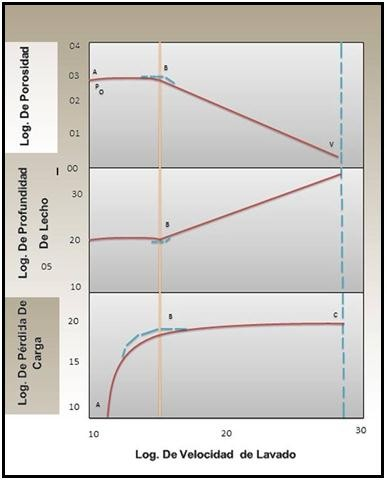 Log. De Porosidad
04
03
02
01
00
A
P
O
B
V
Log. De Profundidad
De Lecho
30
20
05
10
B
Log. De Pérdida De
Carga
20
15
10
A
B
C
10
20
30
Log. De Velocidad de Lavado